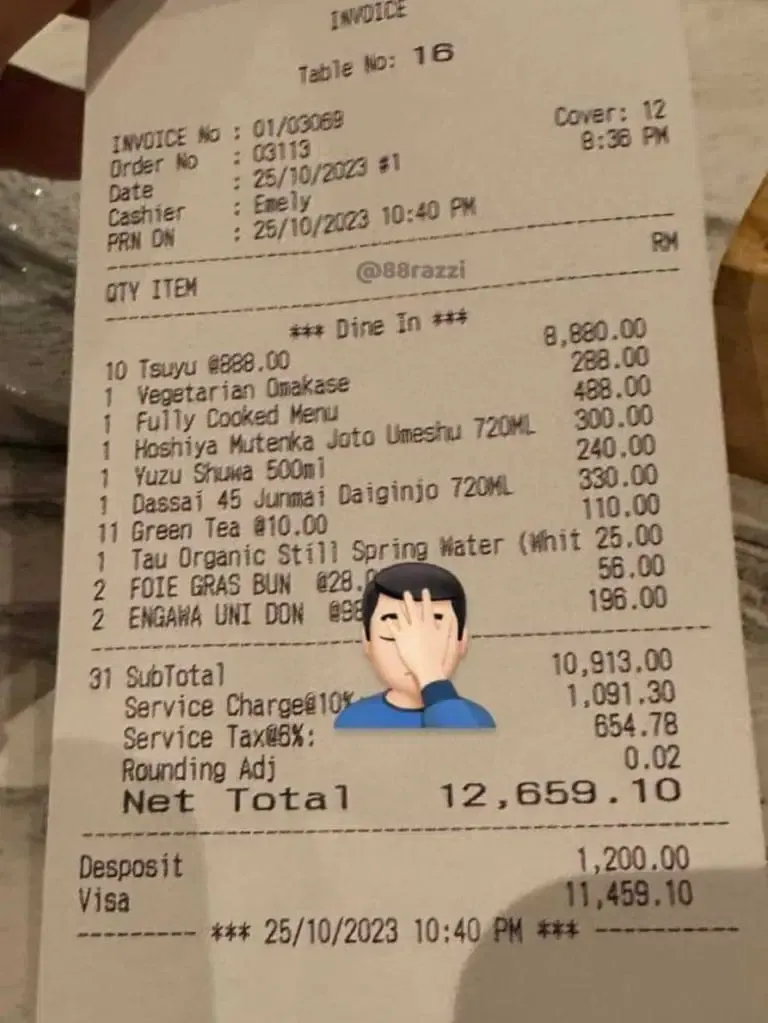 INVOICE
Table No: 16
INVOICE No : 01/03069 Cover: 12
Order No : 03113 8:36 PM
Date : 25/10/2023 #1
Cashier : Emely
PRN ON : 25/10/2023 10:40 PM
@88razzi
QTY ITEM RM
*** Dine In ***
10 Tsuyu @888.00 8,880.00
1 Vegetarian Omakase 288.00
1 Fully Cooked Menu 488.00
1 Hoshiya Mutenka Joto Umeshu 720ML 300.00
1 Yuzu Shuwa 500ml 240.00
1 Dassai 45 Junmai Daiginjo 720ML 330.00
11 Green Tea @10.00 110.00
1 Tau Organic Still Spring Water (Whit 25.00
2 FOIE GRAS BUN @28. 56.00
2 ENGAWA UNI DON @98 196.00
31 SubTotal 10,913.00
Service Charge@10% 1,091.30
Service Tax@6%: 654.78
Rounding Adj 0.02
Net Total 12,659.10
Desposit 1,200.00
Visa 11,459.10
--------- *** 25/10/2023 10:40 PM *** -----------